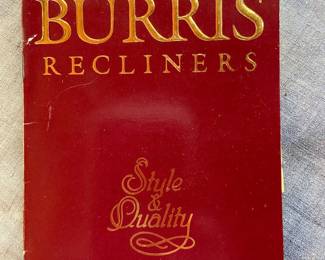 BURRIS
RECLINERS
Style
&
Quality